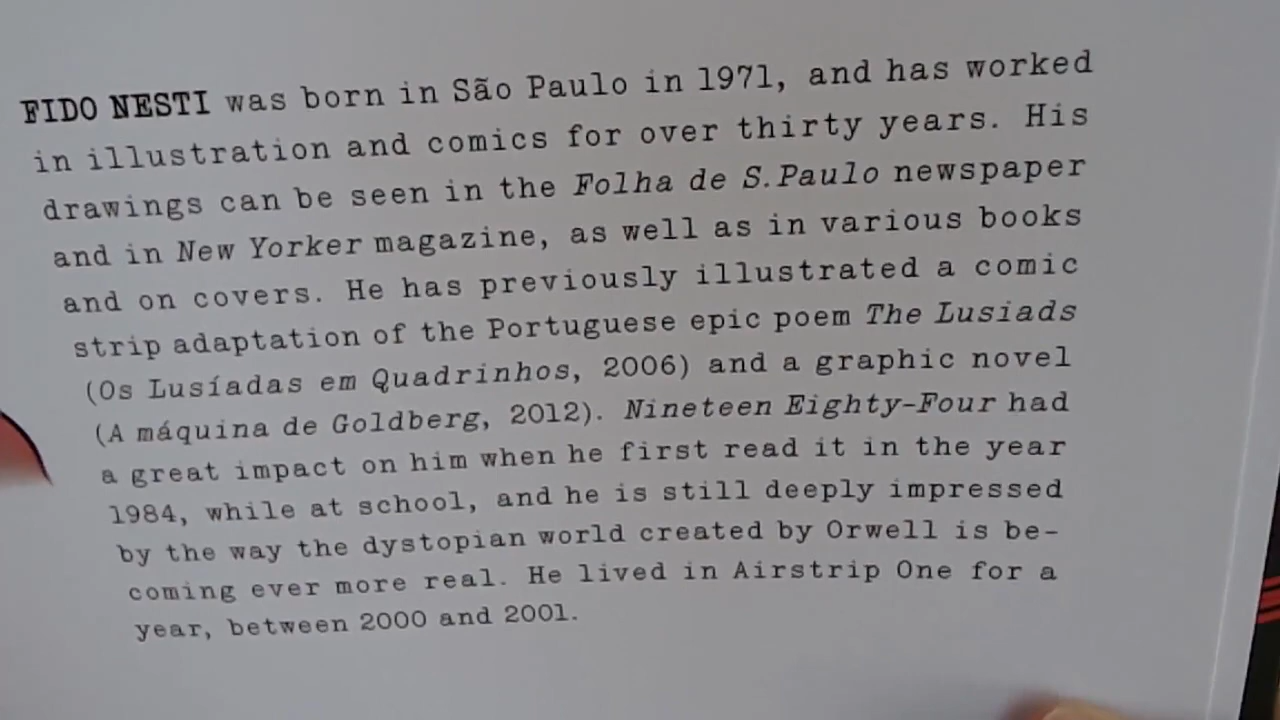 FIDO NESTI was born in São Paulo in 1971, and has worked
in illustration and comics for over thirty years. His
drawings can be seen in the Folha de S.Paulo newspaper
and in New Yorker magazine, as well as in various books
and on covers. He has previously illustrated a comic
strip adaptation of the Portuguese epic poem The Lusiads
(Os Lusíadas em Quadrinhos, 2006) and a graphic novel
(A máquina de Goldberg, 2012). Nineteen Eighty-Four had
a great impact on him when he first read it in the year
1984, while at school, and he is still deeply impressed
by the way the dystopian world created by Orwell is be-
coming ever more real. He lived in Airstrip One for a
year, between 2000 and 2001.